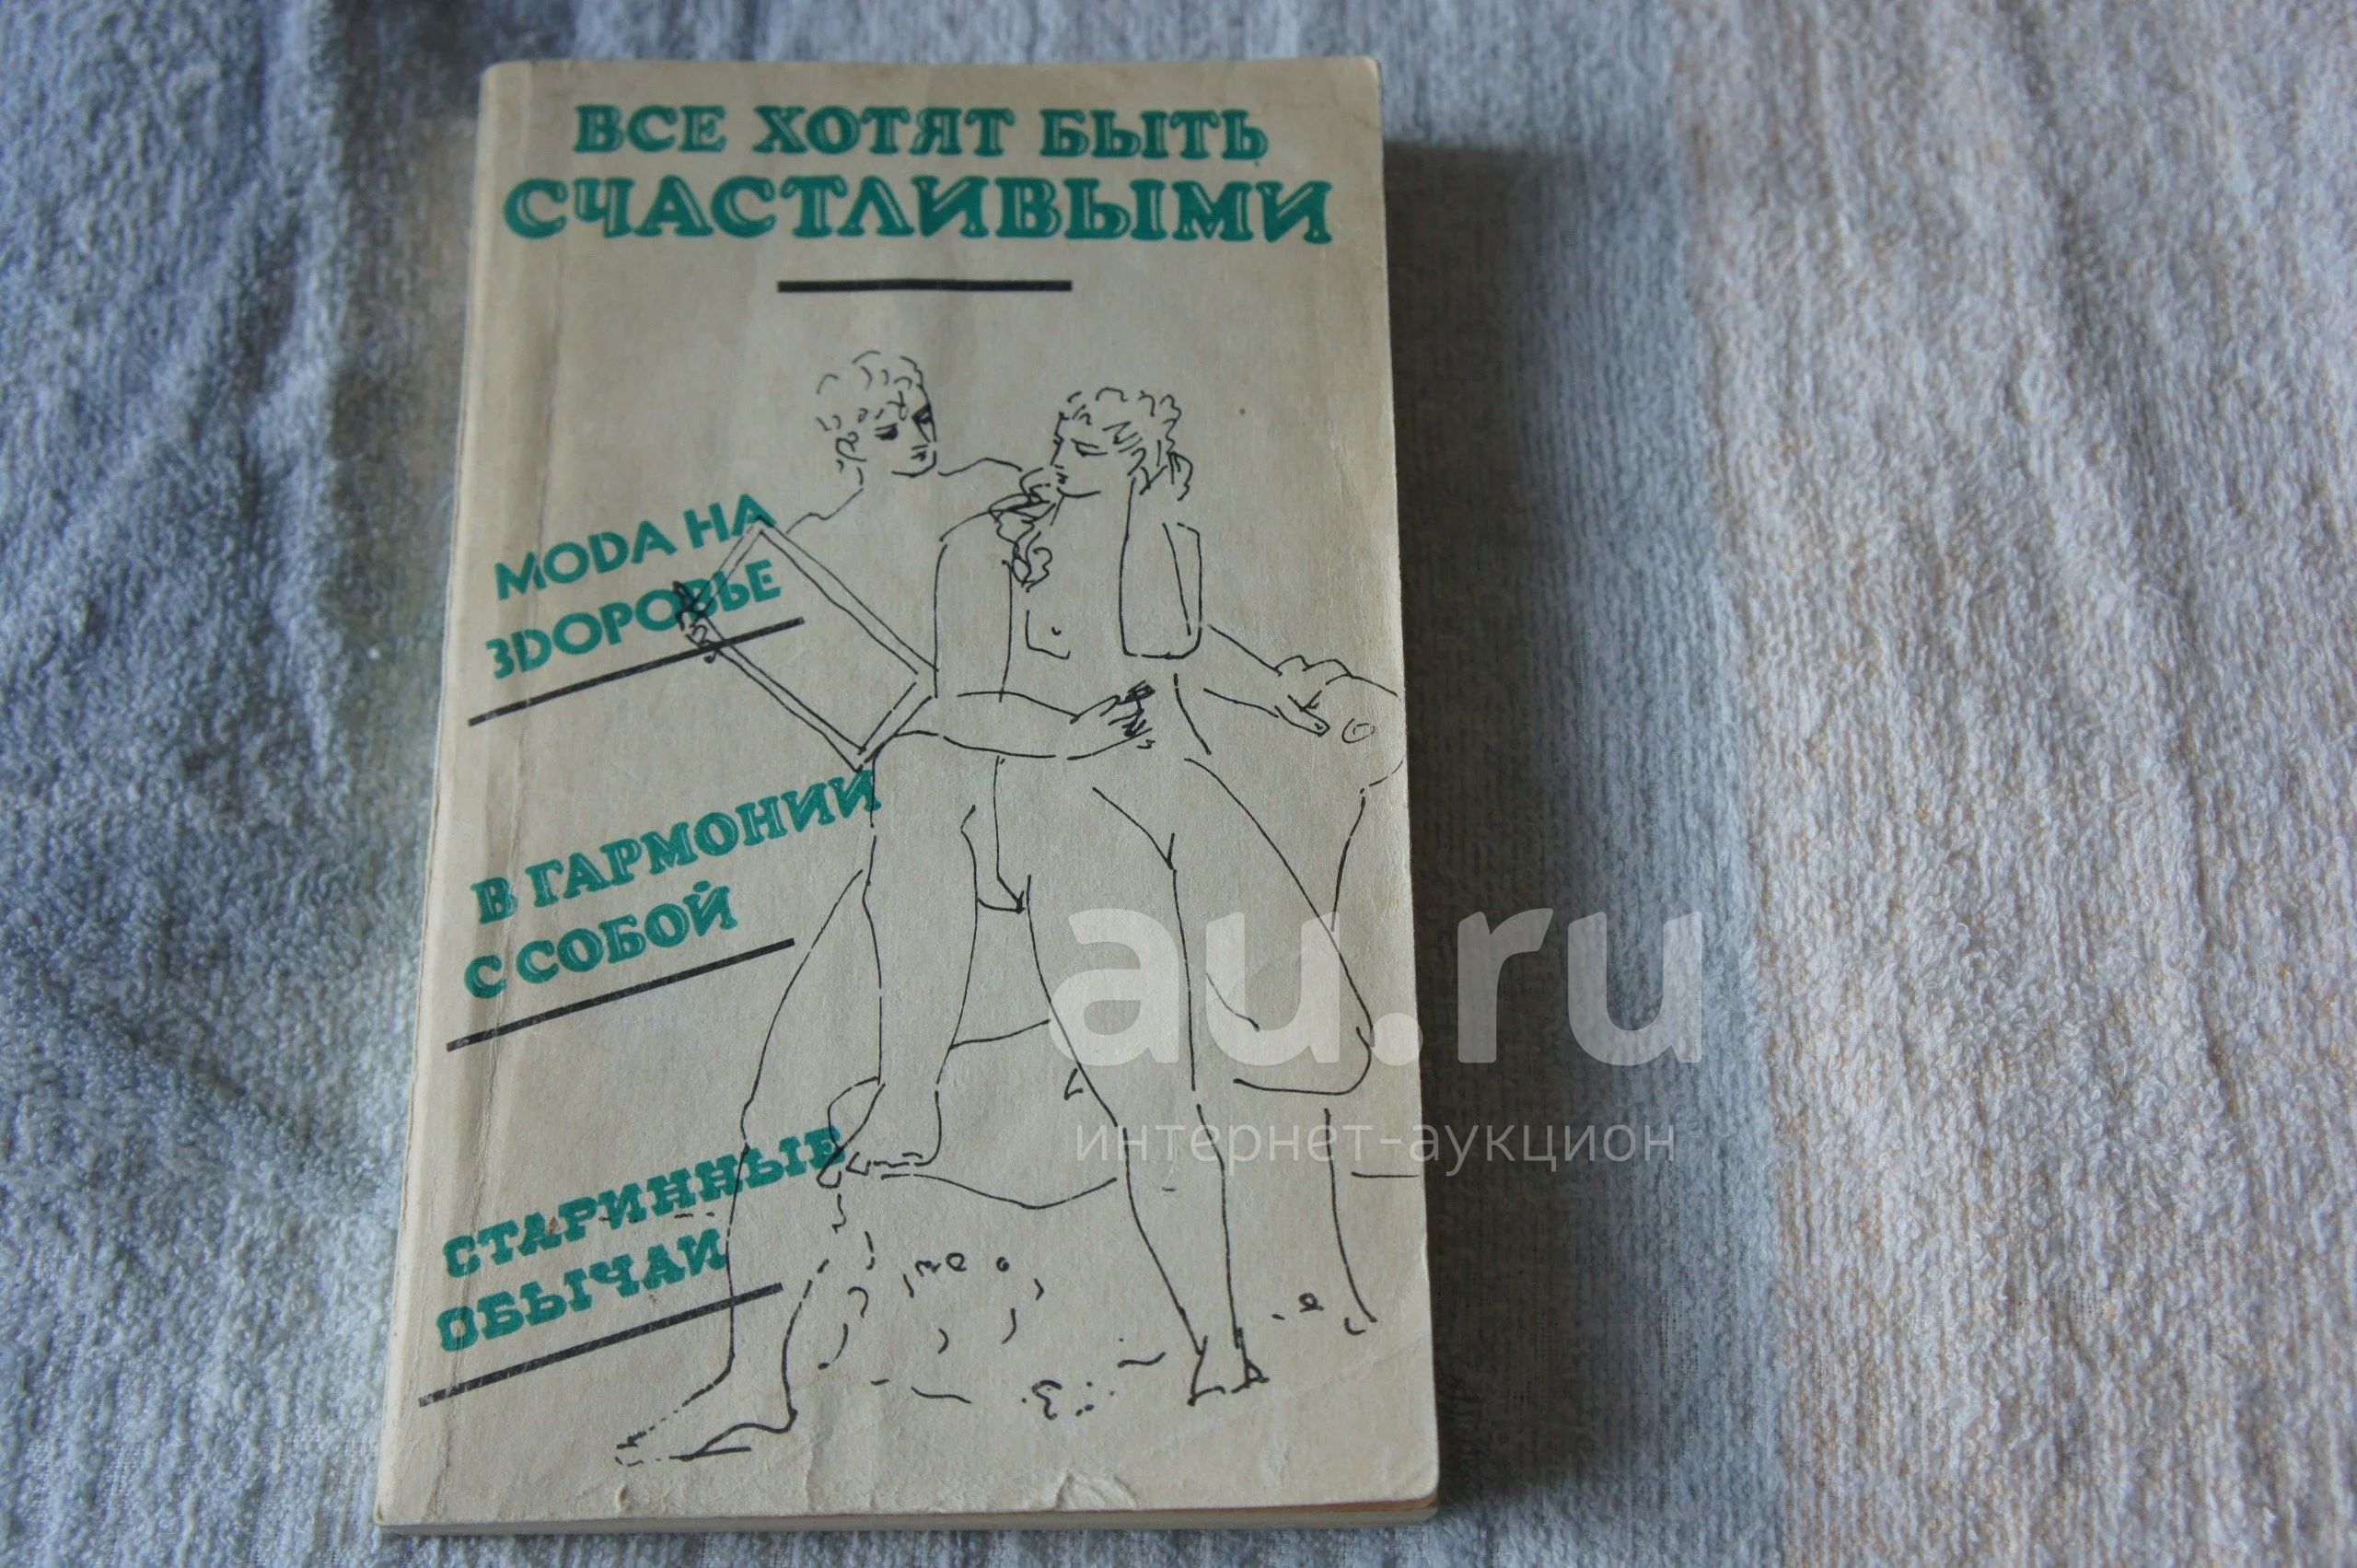 ВСЕ ХОТЯТ БЫТЬ
СЧАСТЛИВЫМИ
МОДА НА
ЗДОРОВЬЕ
В ГАРМОНИИ
С СОБОЙ
СТАРИННЫЕ
ОБЫЧАИ
au.ru
интернет-аукцион